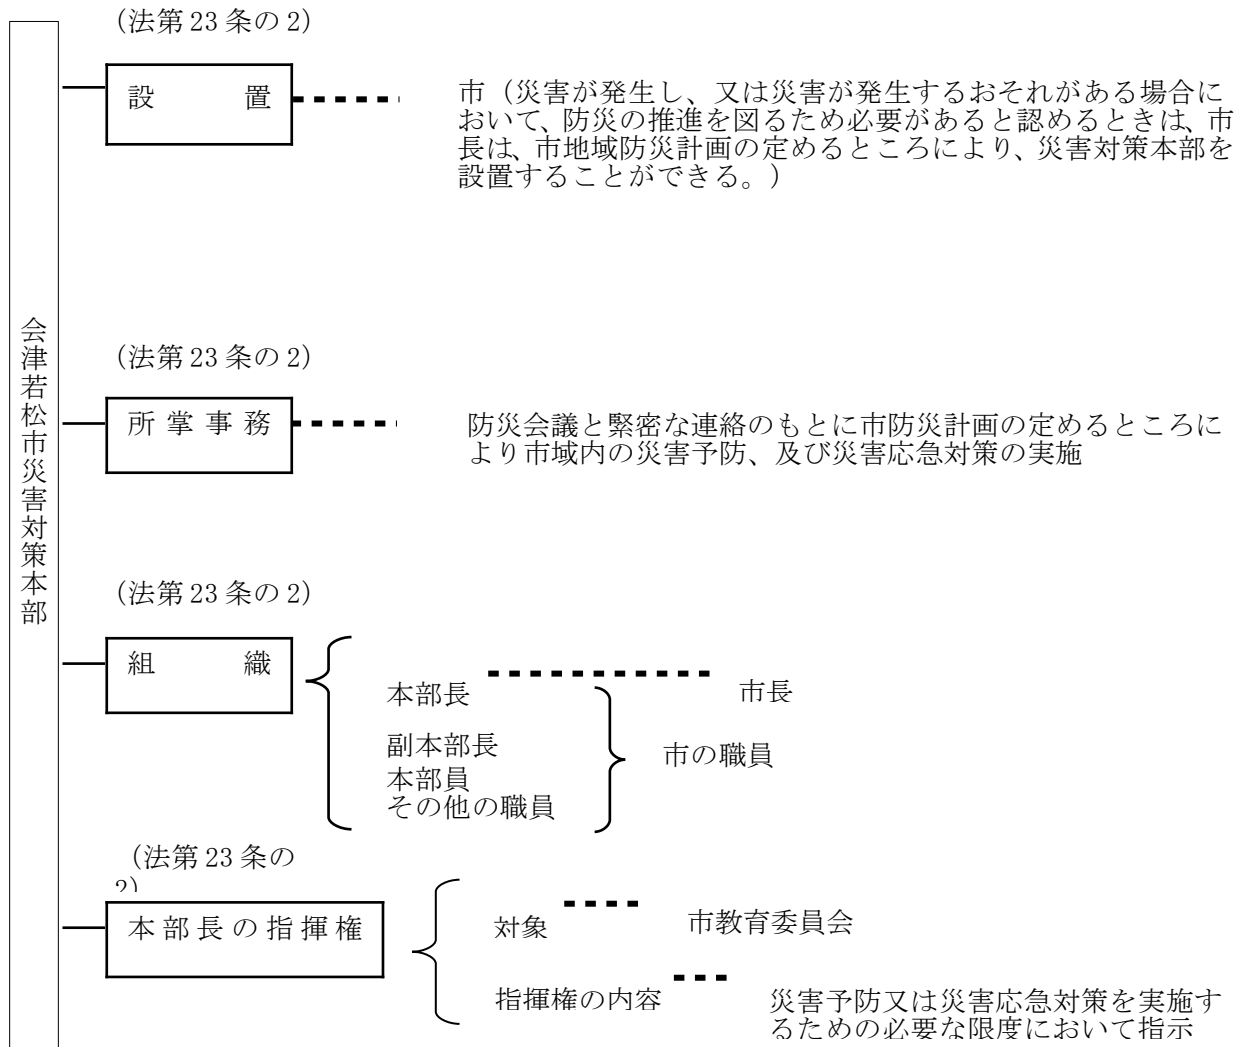 会津若松市災害対策本部
（法第23条の2）
設　　置
市（災害が発生し、又は災害が発生するおそれがある場合に
おいて、防災の推進を図るため必要があると認めるときは、市
長は、市地域防災計画の定めるところにより、災害対策本部を
設置することができる。）
（法第23条の2）
所掌事務
防災会議と緊密な連絡のもとに市防災計画の定めるところに
より市域内の災害予防、及び災害応急対策の実施
（法第23条の2）
組　　織
本部長
市長
副本部長
本部員
その他の職員
市の職員
（法第23条の
2）
本部長の指揮権
対象
市教育委員会
指揮権の内容
災害予防又は災害応急対策を実施す
るための必要な限度において指示